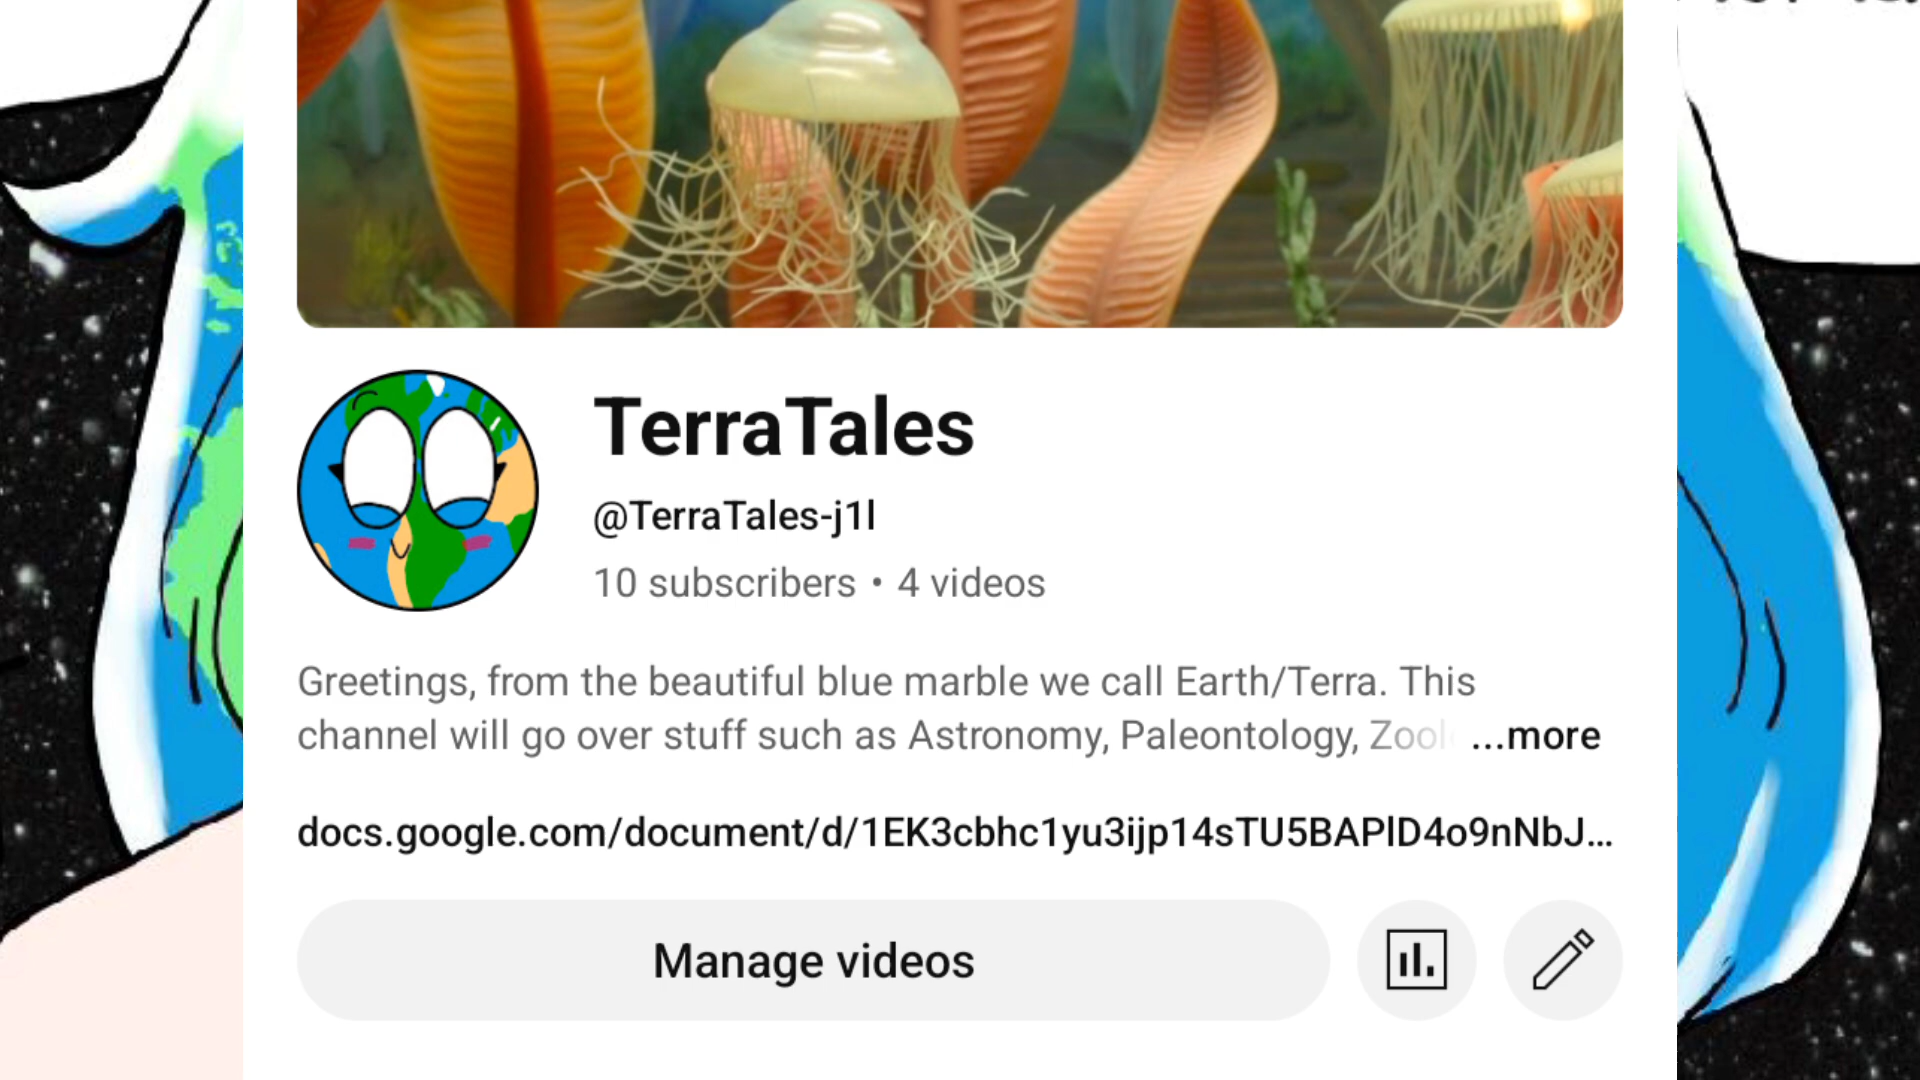 TerraTales
@TerraTales-j1l
10 subscribers • 4 videos
Greetings, from the beautiful blue marble we call Earth/Terra. This
channel will go over stuff such as Astronomy, Paleontology, Zool ...more
docs.google.com/document/d/1EK3cbhc1yu3ijp14sTU5BAPlD4o9nNbJ...
Manage videos